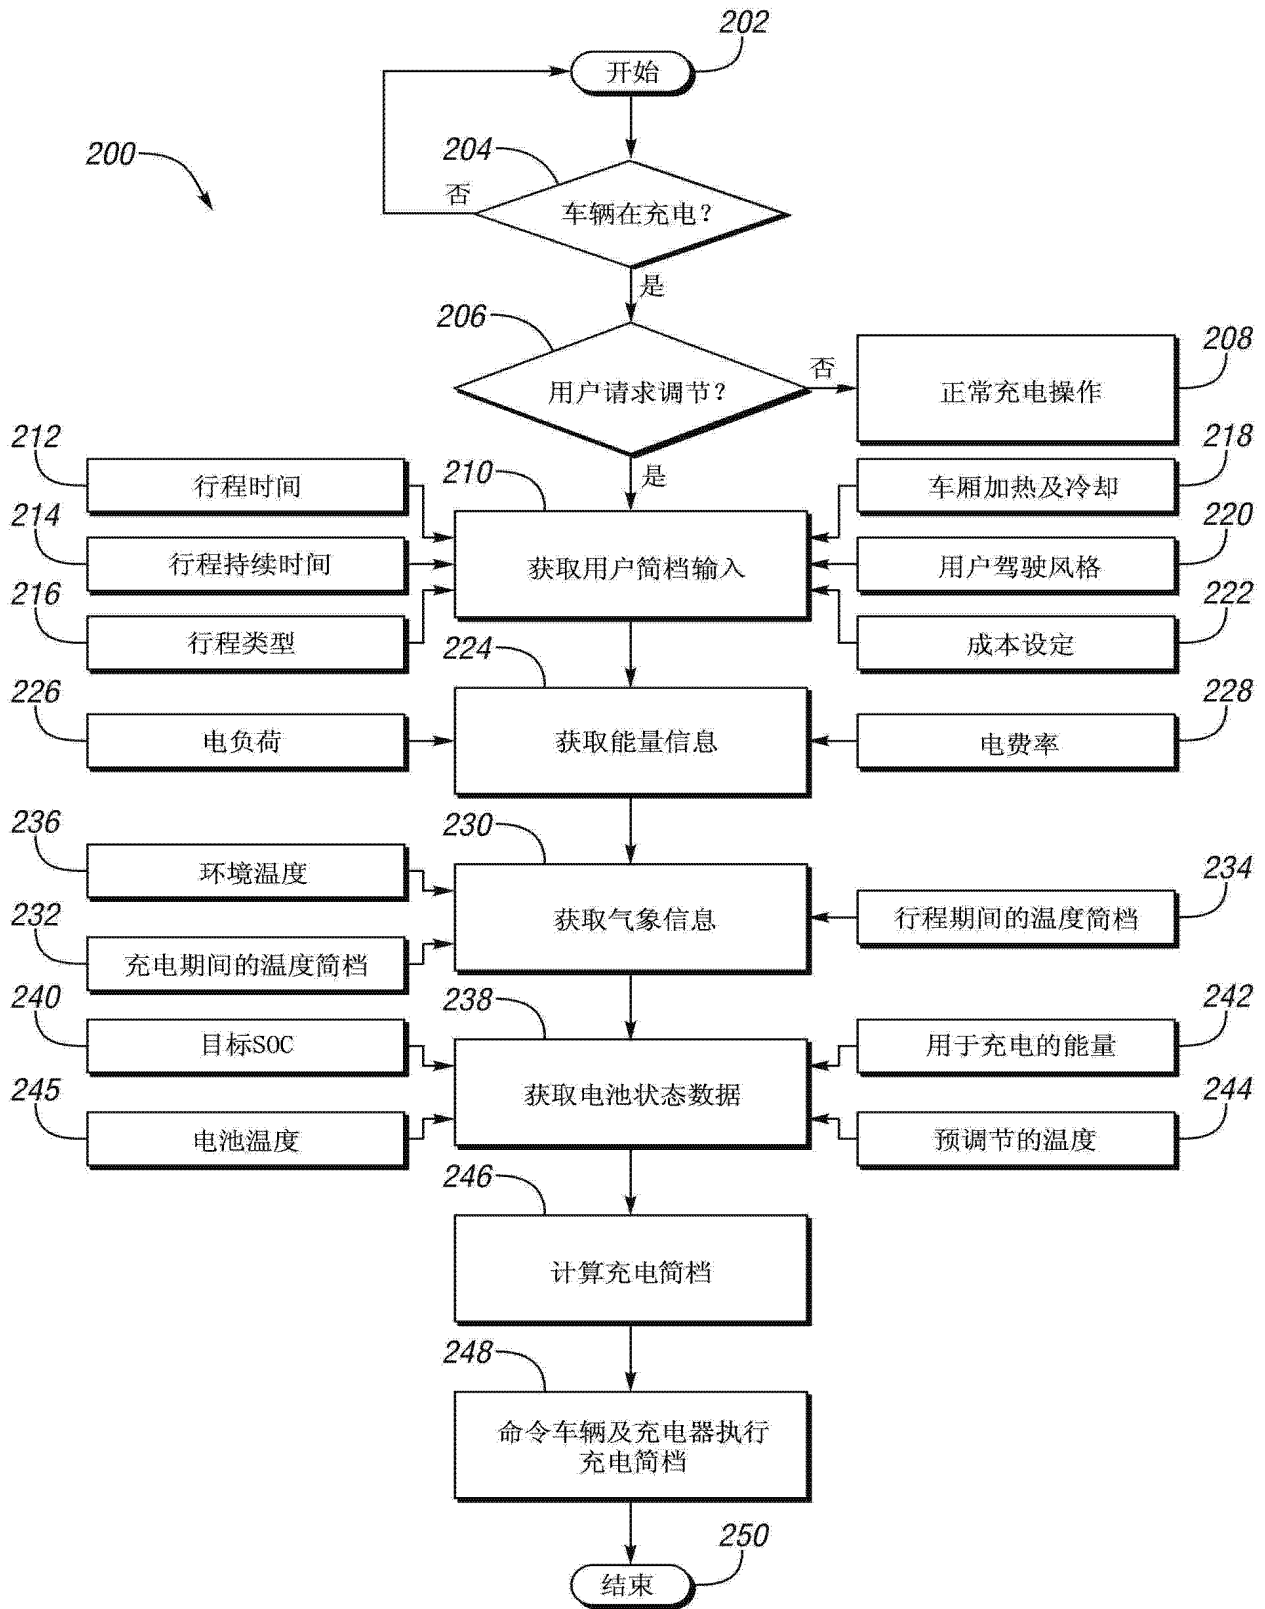 202
开始
200
204
否
车辆在充电?
是
206
用户请求调节?
否
208
正常充电操作
是
212
行程时间
210
218
车厢加热及冷却
214
行程持续时间
获取用户简档输入
220
用户驾驶风格
216
行程类型
222
成本设定
224
226
电负荷
获取能量信息
228
电费率
230
236
环境温度
234
行程期间的温度简档
获取气象信息
232
充电期间的温度简档
238
240
目标SOC
242
用于充电的能量
获取电池状态数据
245
电池温度
244
预调节的温度
246
计算充电简档
248
命令车辆及充电器执行
充电简档
250
结束